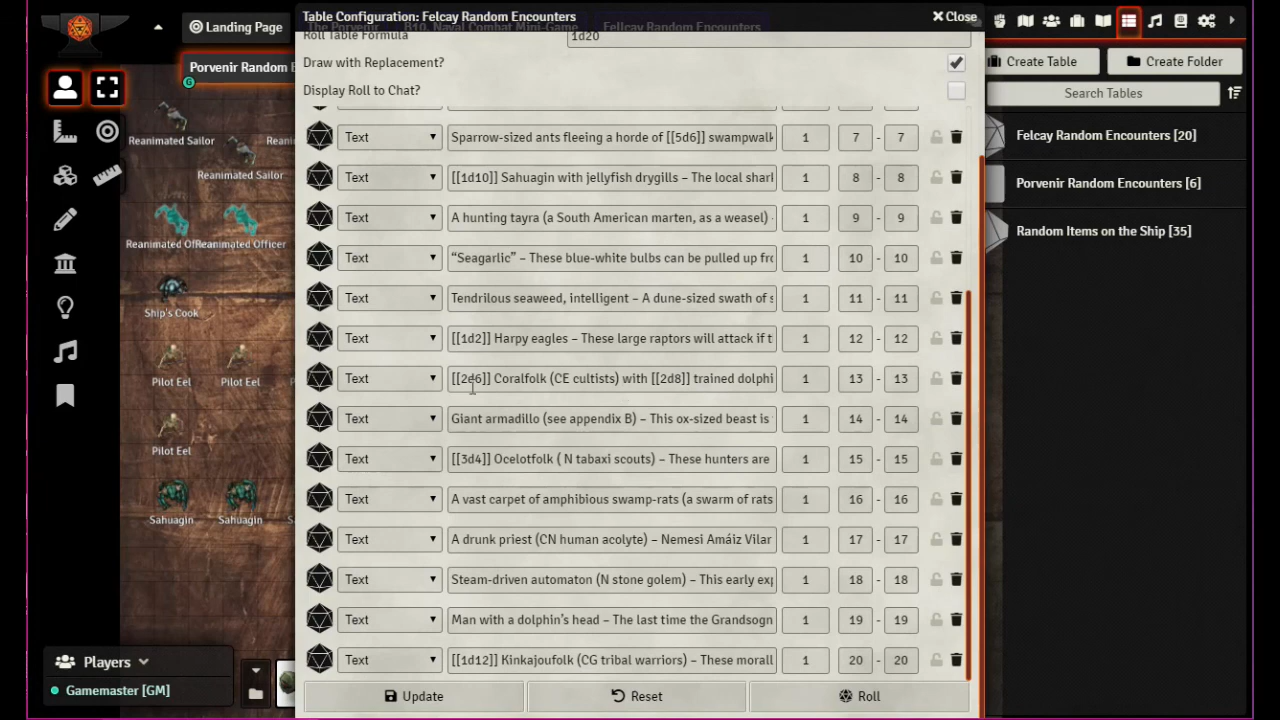 Table Configuration: Felcay Random Encounters
Close
Roll Table Formula
1d20
Draw with Replacement?
Display Roll to Chat?
Text Sparrow-sized ants fleeing a horde of [[5d6]] swampwalk 1 7 - 7
Text [[1d10]] Sahuagin with jellyfish drygills – The local shark 1 8 - 8
Text A hunting tayra (a South American marten, as a weasel) 1 9 - 9
Text “Seagarlic” – These blue-white bulbs can be pulled up fro 1 10 - 10
Text Tendrilous seaweed, intelligent – A dune-sized swath of s 1 11 - 11
Text [[1d2]] Harpy eagles – These large raptors will attack if t 1 12 - 12
Text [[2d6]] Coralfolk (CE cultists) with [[2d8]] trained dolphi 1 13 - 13
Text Giant armadillo (see appendix B) – This ox-sized beast is 1 14 - 14
Text [[3d4]] Ocelotfolk ( N tabaxi scouts) – These hunters are 1 15 - 15
Text A vast carpet of amphibious swamp-rats (a swarm of rats 1 16 - 16
Text A drunk priest (CN human acolyte) – Nemesi Amáiz Vilar 1 17 - 17
Text Steam-driven automaton (N stone golem) – This early exp 1 18 - 18
Text Man with a dolphin’s head – The last time the Grandsogn 1 19 - 19
Text [[1d12]] Kinkajoufolk (CG tribal warriors) – These morall 1 20 - 20
Update
Reset
Roll
Landing Page
Porvenir Random
G
Reanimated Sailor
Reani
Reanimated Sailor
Reanimated Officer
Ship's Cook
Pilot Eel
Pilot Eel
Pilot Eel
Sahuagin
Sahuagin
S
Players
Gamemaster [GM]
Create Table
Create Folder
Search Tables
Felcay Random Encounters [20]
Porvenir Random Encounters [6]
Random Items on the Ship [35]